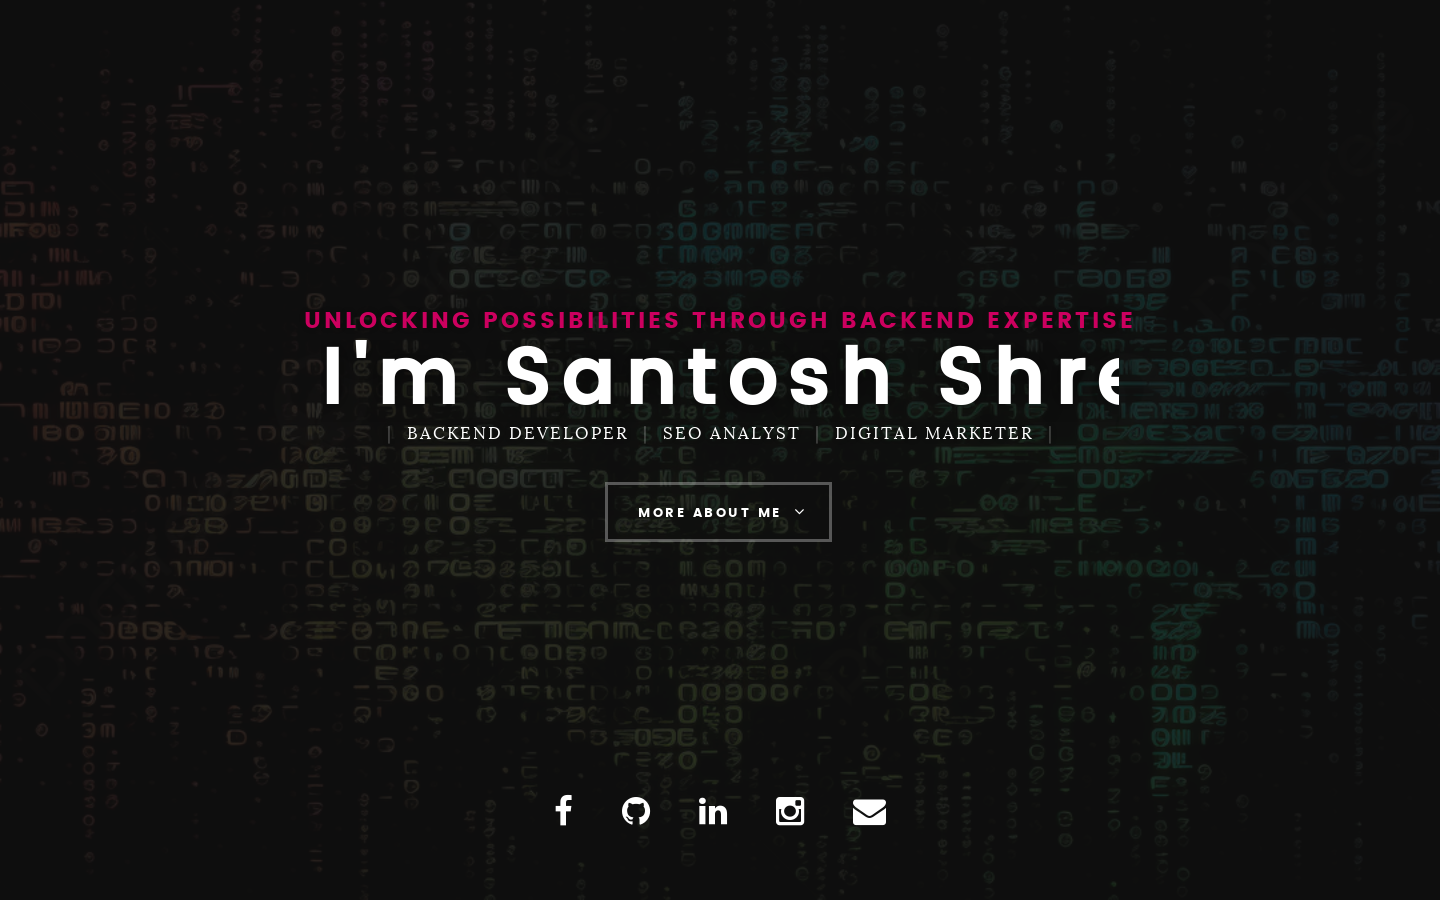 UNLOCKING POSSIBILITIES THROUGH BACKEND EXPERTISE
I'm Santosh Shre
| BACKEND DEVELOPER | SEO ANALYST | DIGITAL MARKETER |
MORE ABOUT ME